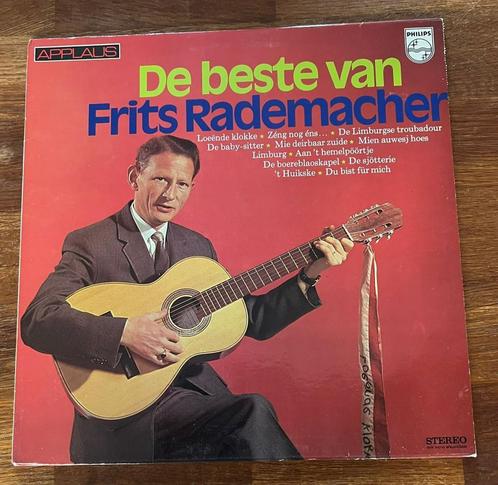 APPLAUS
PHILIPS
De beste van
Frits Rademacher
Loeënde klokke ★ Zéng nog éns... ★ De Limburgse troubadour
De baby-sitter ★ Mie deirbaar zuide ★ Mien auwesj hoes
Limburg ★ Aan 't hemelpöörtje
De boereblaoskapel ★ De sjötterie
't Huikske ★ Du bist für mich
STEREO